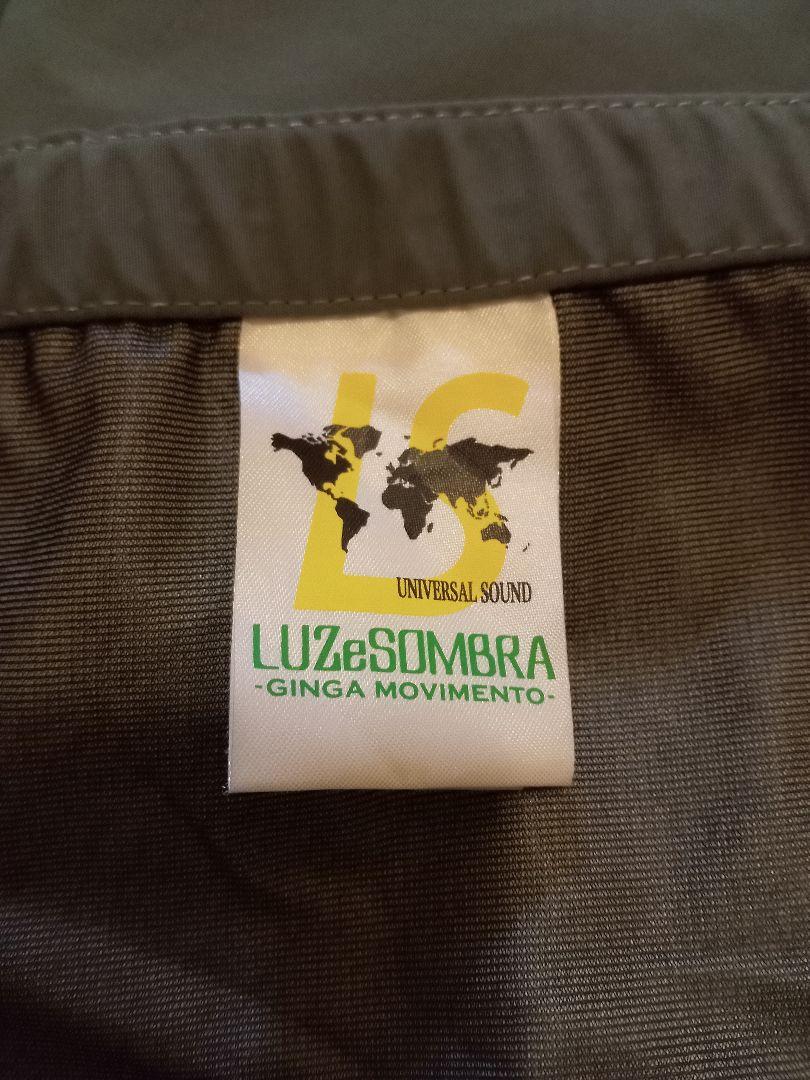 LS
UNIVERSAL SOUND
LUZeSOMBRA
-GINGA MOVIMENTO-